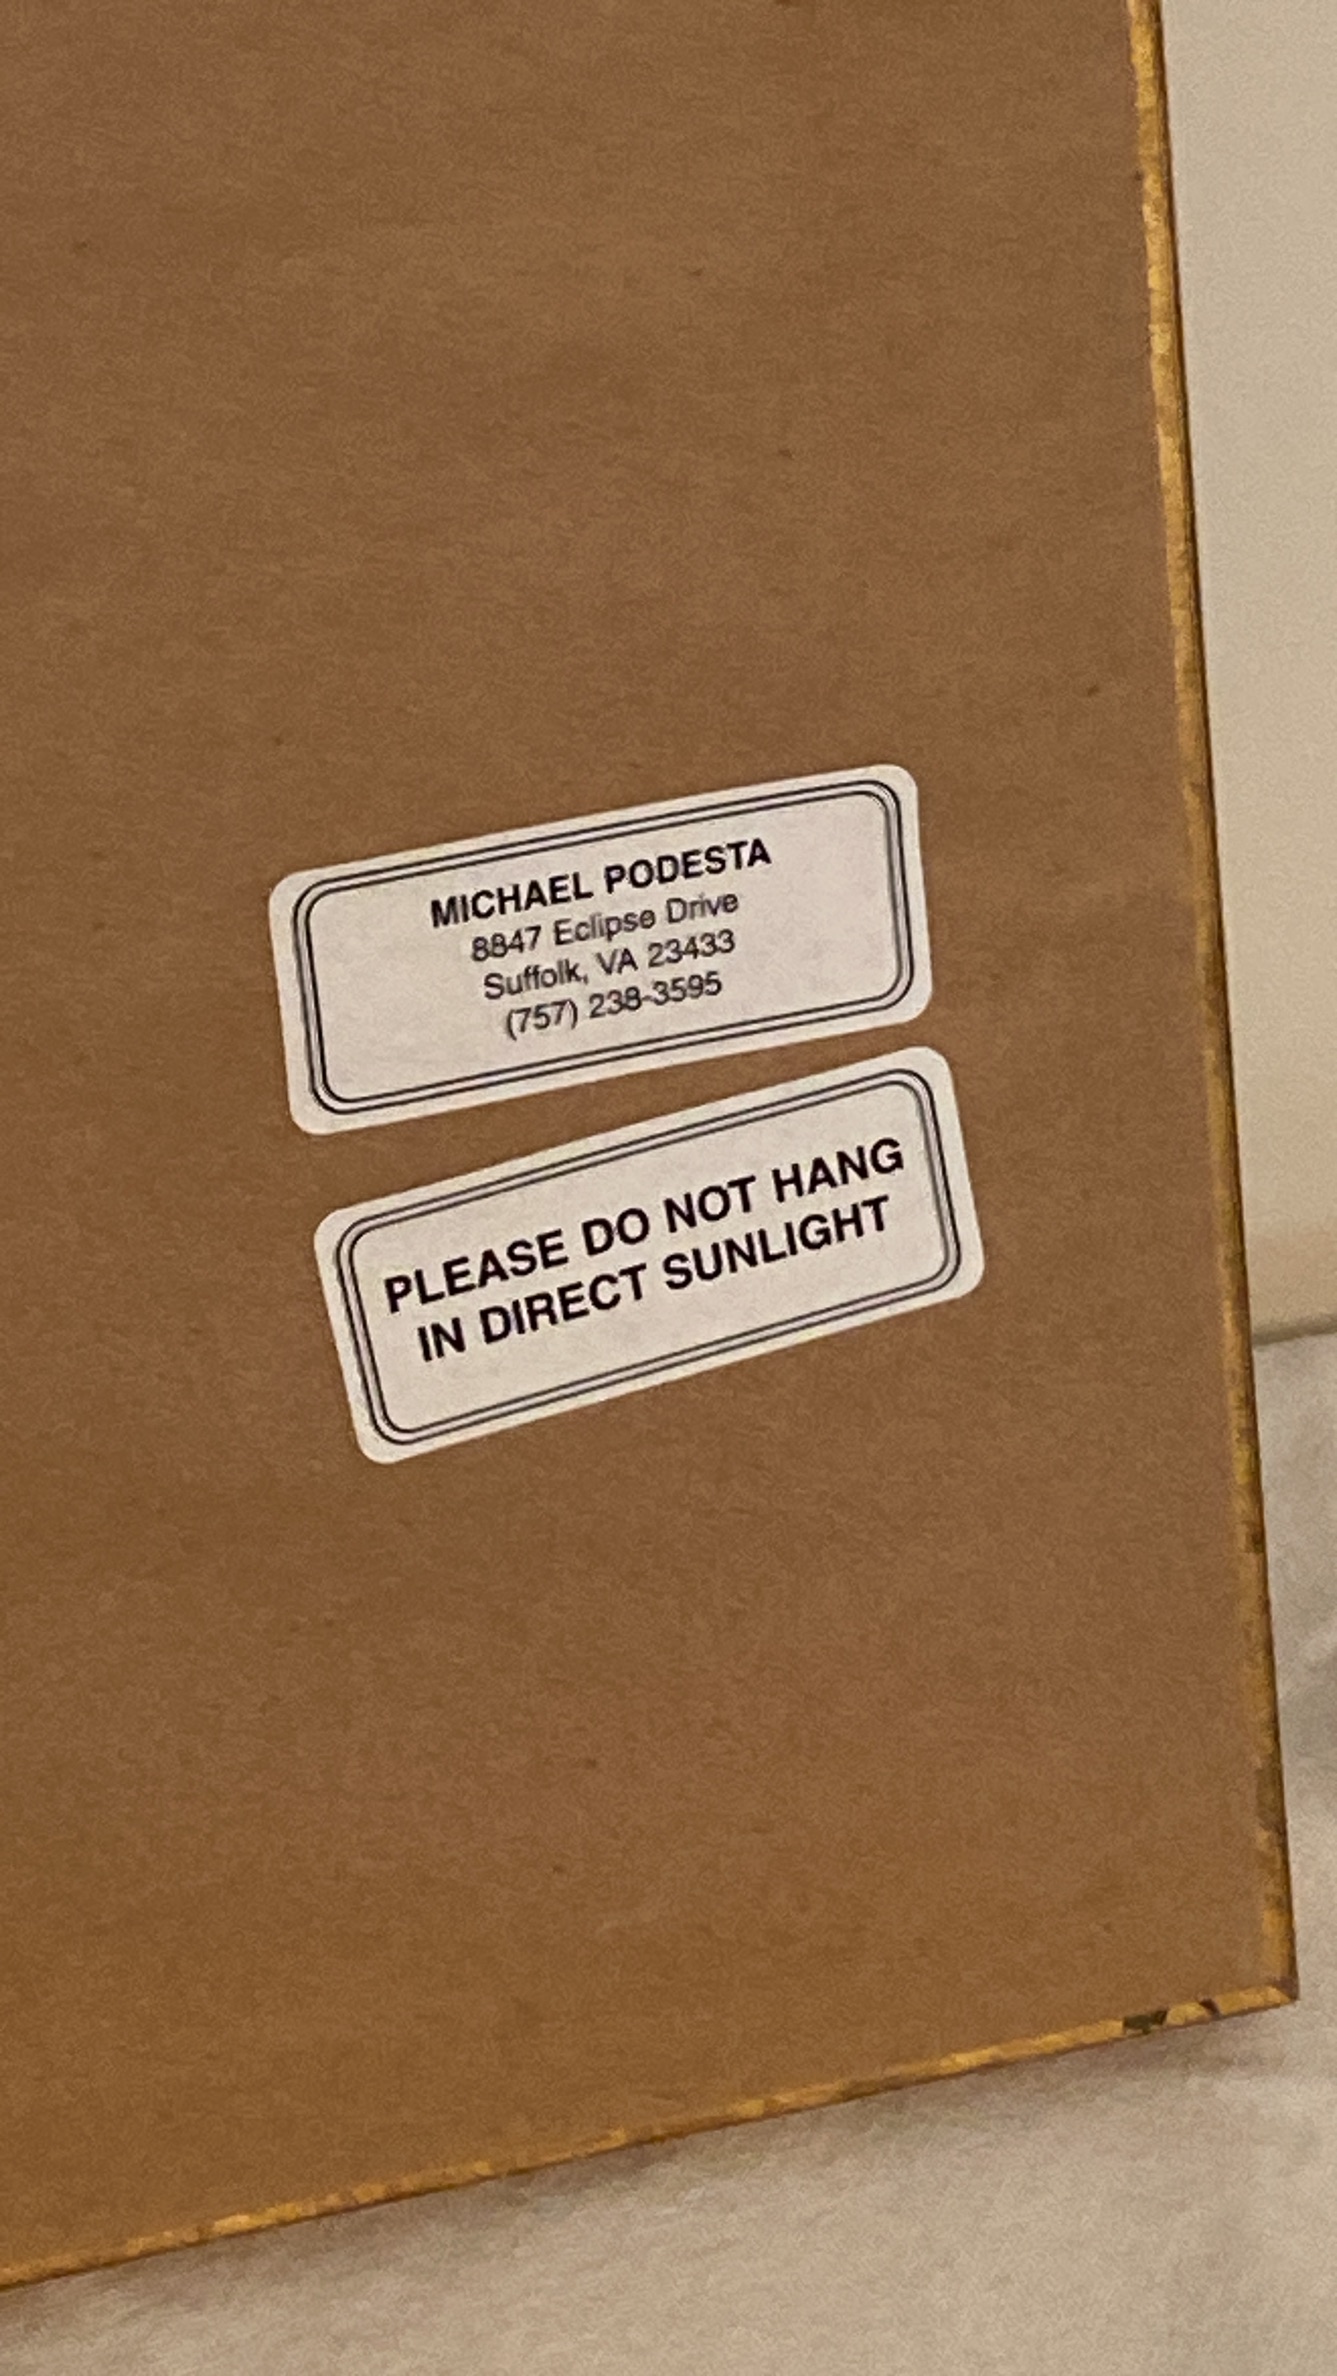 MICHAEL PODESTA
8847 Eclipse Drive
Suffolk, VA 23433
(757) 238-3595
PLEASE DO NOT HANG
IN DIRECT SUNLIGHT